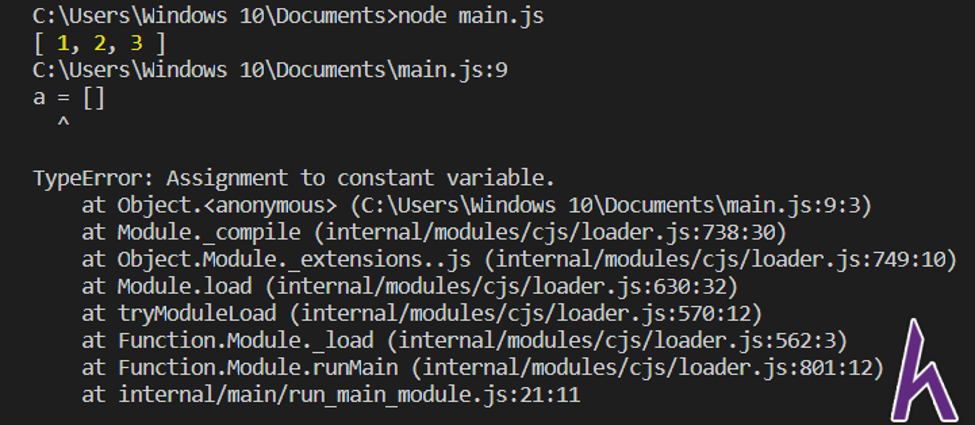 C:\Users\Windows 10\Documents>node main.js
[ 1, 2, 3 ]
C:\Users\Windows 10\Documents\main.js:9
a = []
  ^
TypeError: Assignment to constant variable.
    at Object.<anonymous> (C:\Users\Windows 10\Documents\main.js:9:3)
    at Module._compile (internal/modules/cjs/loader.js:738:30)
    at Object.Module._extensions..js (internal/modules/cjs/loader.js:749:10)
    at Module.load (internal/modules/cjs/loader.js:630:32)
    at tryModuleLoad (internal/modules/cjs/loader.js:570:12)
    at Function.Module._load (internal/modules/cjs/loader.js:562:3)
    at Function.Module.runMain (internal/modules/cjs/loader.js:801:12)
    at internal/main/run_main_module.js:21:11